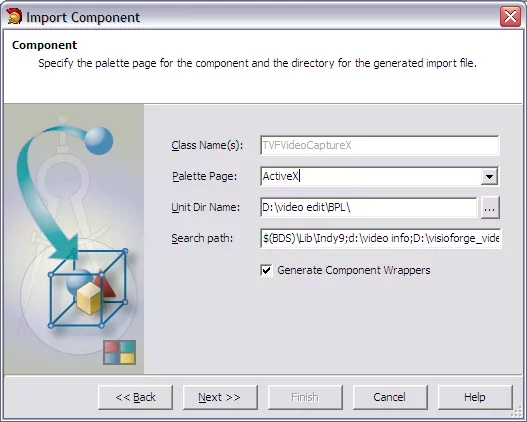 Import Component
Component
Specify the palette page for the component and the directory for the generated import file.
Class Name(s): TVFVideoCaptureX
Palette Page: ActiveX
Unit Dir Name: D:\video edit\BPL\ ...
Search path: $(BDS)\Lib\Indy9;d:\video info;D:\visioforge_vide
Generate Component Wrappers
<< Back Next >> Finish Cancel Help